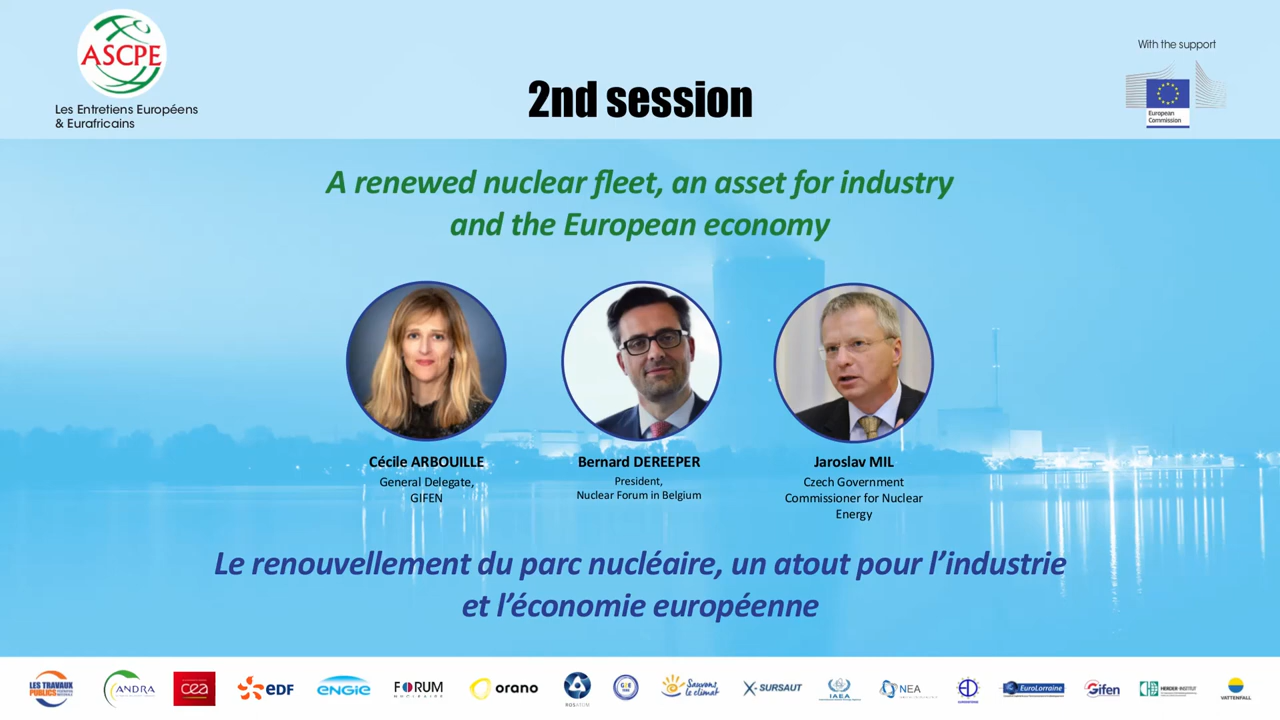 ASCPE
Les Entretiens Européens
& Eurafricains
2nd session
With the support
European
Commission
A renewed nuclear fleet, an asset for industry
and the European economy
Cécile ARBOUILLE
General Delegate,
GIFEN
Bernard DEREEPER
President,
Nuclear Forum in Belgium
Jaroslav MIL
Czech Government
Commissioner for Nuclear
Energy
Le renouvellement du parc nucléaire, un atout pour l'industrie
et l'économie européenne
LES TRAVAUX
PUBLICS
ANDRA
cea
eDF
ENGIE
FORUM
NUCLÉAIRE
orano
ROSATOM
Sauvons
le climat
X-SURSAUT
IAEA
NEA
EuroLorraine
Gifen
VATTENFALL